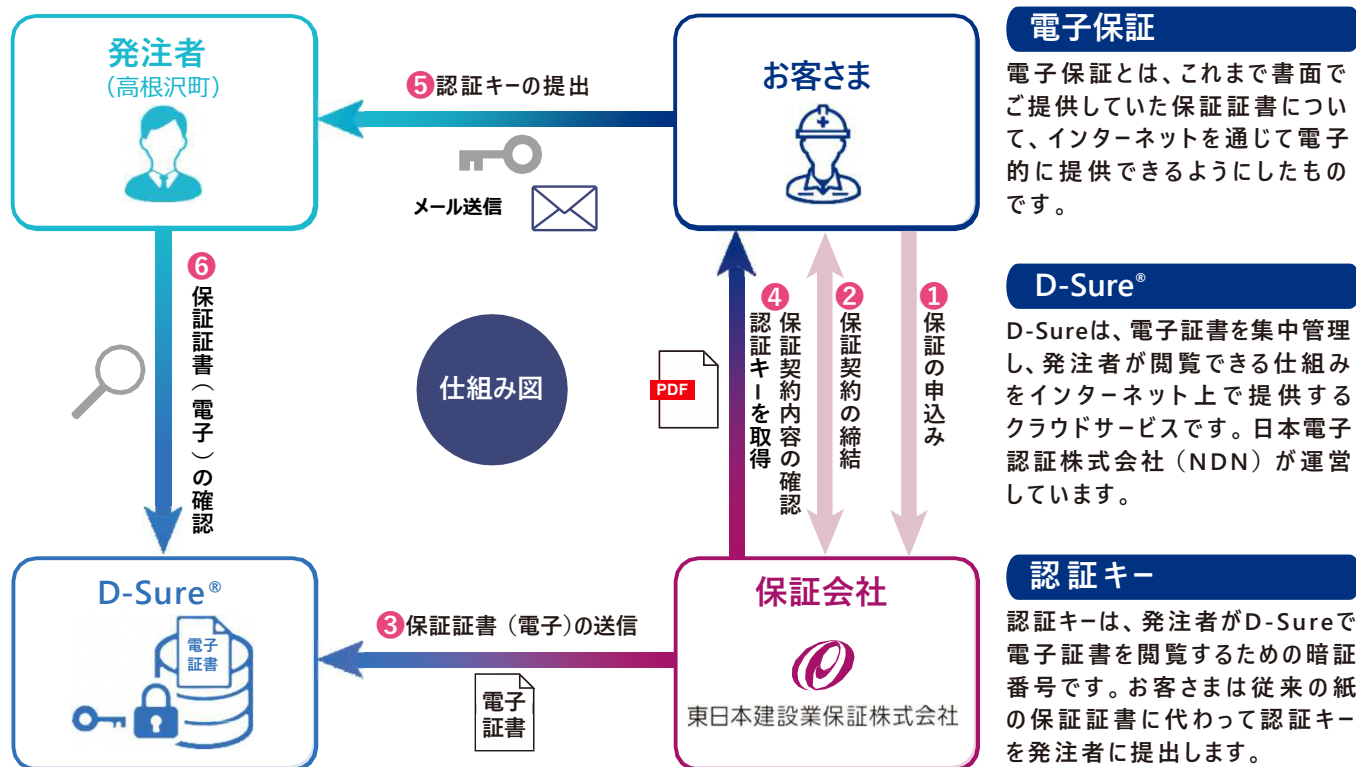 発注者
（高根沢町）
❺認証キーの提出
メール送信
お客さま
❻
保証証書（電子）の確認
仕組み図
PDF
❹
保証契約内容の確認
認証キーを取得
❷
保証契約の締結
❶
保証の申込み
D-Sure®
電子
証書
❸保証証書（電子）の送信
電子
証書
保証会社
東日本建設業保証株式会社
電子保証
電子保証とは、これまで書面で
ご提供していた保証証書につい
て、インターネットを通じて電子
的に提供できるようにしたもの
です。
D-Sure®
D-Sureは、電子証書を集中管理
し、発注者が閲覧できる仕組み
をインターネット上で提供する
クラウドサービスです。日本電子
認証株式会社（NDN）が運営
しています。
認証キー
認証キーは、発注者がD-Sureで
電子証書を閲覧するための暗証
番号です。お客さまは従来の紙
の保証証書に代わって認証キー
を発注者に提出します。